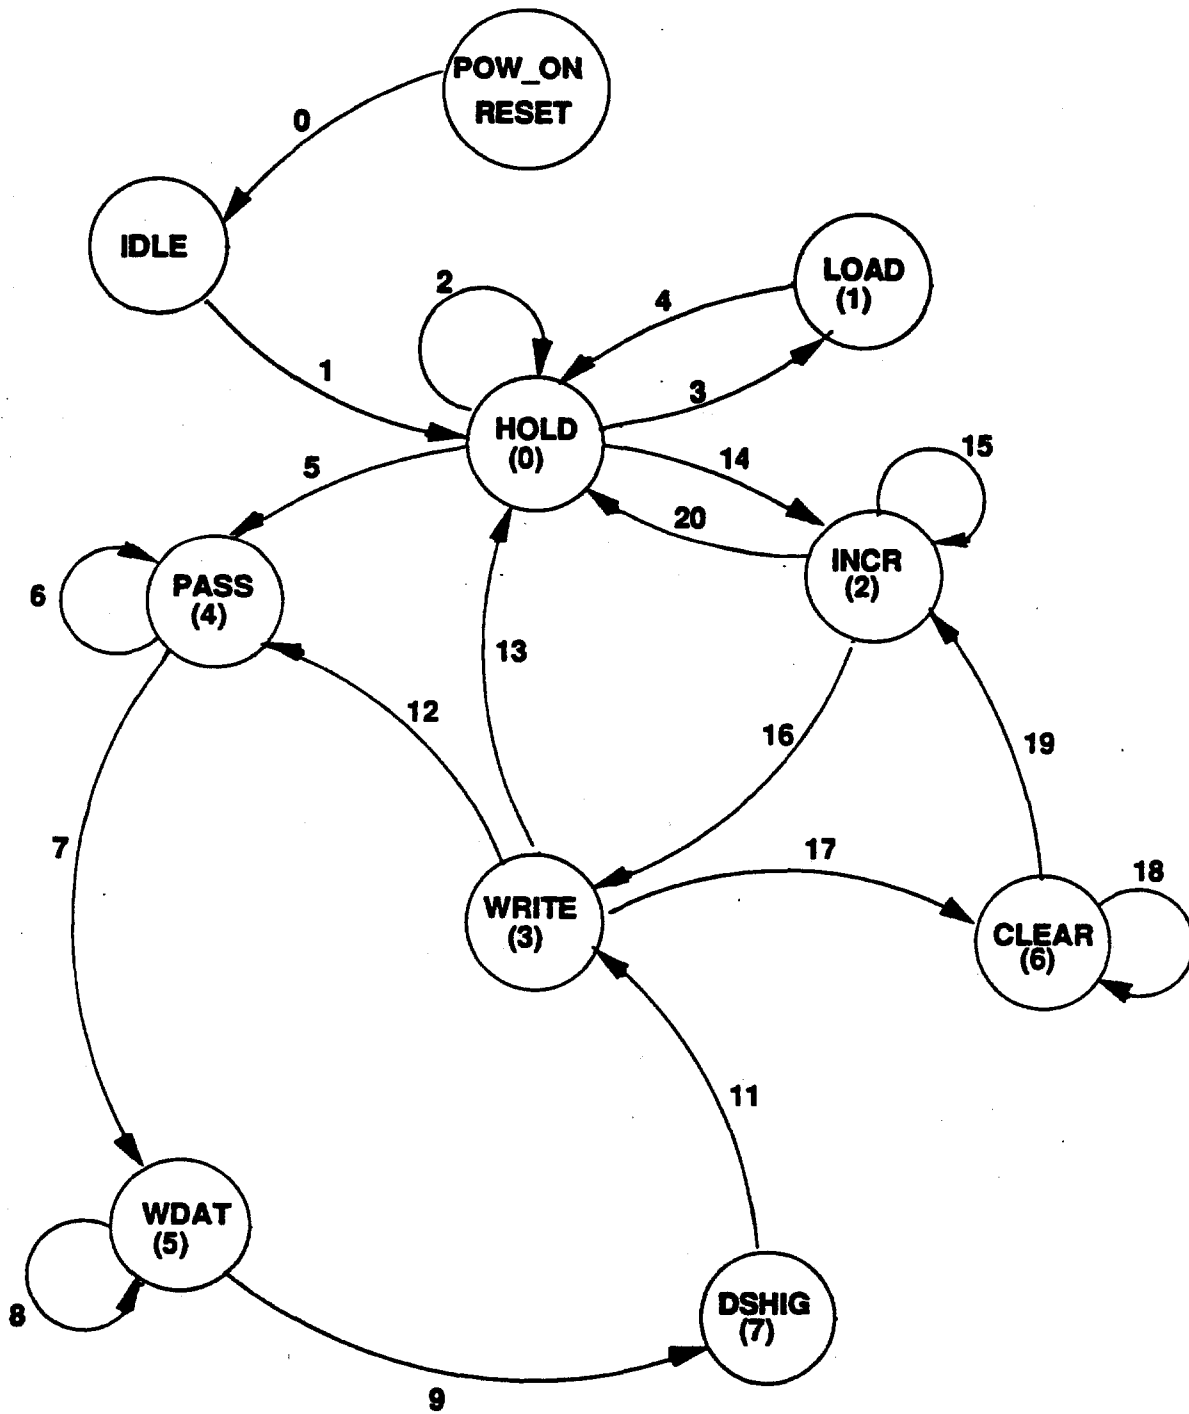 POW_ON
RESET
0
IDLE
LOAD
(1)
2
4
1
3
HOLD
(0)
5
14
15
20
INCR
(2)
PASS
(4)
6
13
12
16
19
7
17
18
WRITE
(3)
CLEAR
(6)
11
WDAT
(5)
8
DSHIG
(7)
9